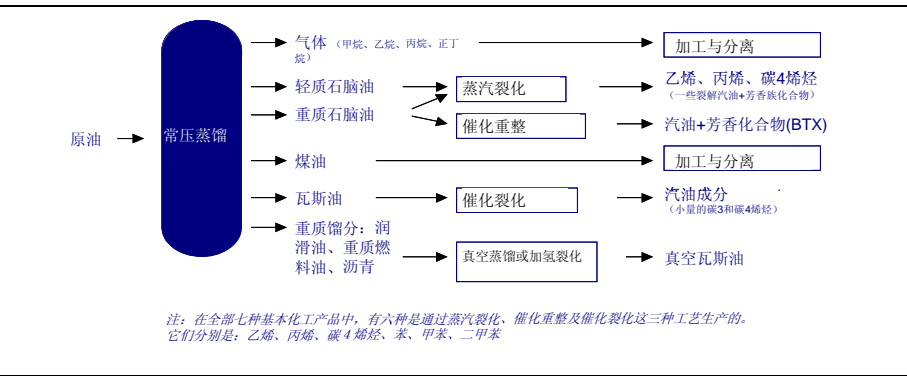 气体（甲烷、乙烷、丙烷、正丁
烷）
加工与分离
轻质石脑油
蒸汽裂化
乙烯、丙烯、碳4烯烃
（一些裂解汽油+芳香族化合物）
重质石脑油
催化重整
汽油+芳香化合物(BTX)
原油
常压蒸馏
煤油
加工与分离
瓦斯油
催化裂化
汽油成分
（小量的碳3和碳4烯烃）
重质馏分：润
滑油、重质燃
料油、沥青
真空蒸馏或加氢裂化
真空瓦斯油
注：在全部七种基本化工产品中，有六种是通过蒸汽裂化、催化重整及催化裂化这三种工艺生产的。
它们分别是：乙烯、丙烯、碳４烯烃、苯、甲苯、二甲苯